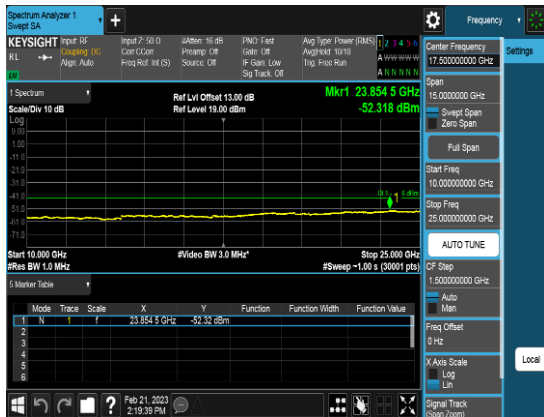 Spectrum Analyzer 1
Swept SA
+
Frequency
KEYSIGHT
RL
Input: RF
Coupling: DC
Align: Auto
Input Z: 50 Ω
Corr CCorr
Freq Ref: Int (S)
#Atten: 16 dB
Preamp: Off
Source: Off
PNO: Fast
Gate: Off
IF Gain: Low
Sig Track: Off
Avg Type: Power (RMS)
Avg|Hold: 10/10
Trig: Free Run
1 2 3 4 5 6
A W W W W W
A N N N N N
1 Spectrum
Scale/Div 10 dB
Log
Ref Lvl Offset 13.00 dB
Ref Level 19.00 dBm
Mkr1 23.854 5 GHz
-52.318 dBm
9.00
-1.00
-11.0
-21.0
-31.0
-41.0
-51.0
-61.0
-71.0
1
Start 10.000 GHz
#Res BW 1.0 MHz
#Video BW 3.0 MHz*
Stop 25.000 GHz
#Sweep ~1.00 s (30001 pts)
5 Marker Table
Mode Trace Scale X Y Function Function Width Function Value
1 N 1 f 23.854 5 GHz -52.32 dBm
2
3
4
5
6
Feb 21, 2023
2:19:39 PM
Center Frequency
17.500000000 GHz
Span
15.0000000 GHz
Swept Span
Zero Span
Full Span
Start Freq
10.000000000 GHz
Stop Freq
25.000000000 GHz
AUTO TUNE
CF Step
1.500000000 GHz
Auto
Man
Freq Offset
0 Hz
X Axis Scale
Log
Lin
Signal Track
(Span Zoom)
Settings
Local